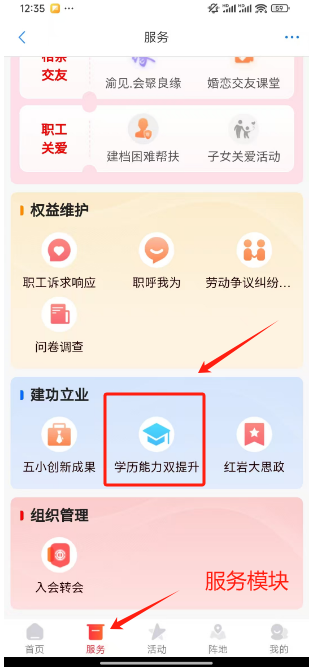 12:35
59
服务
相亲
交友
渝见,会聚良缘
婚恋交友课堂
职工
关爱
建档困难帮扶
子女关爱活动
权益维护
职工诉求响应
职呼我为
劳动争议纠纷...
问卷调查
建功立业
五小创新成果
学历能力双提升
红岩大思政
组织管理
入会转会
服务模块
首页
服务
活动
阵地
我的